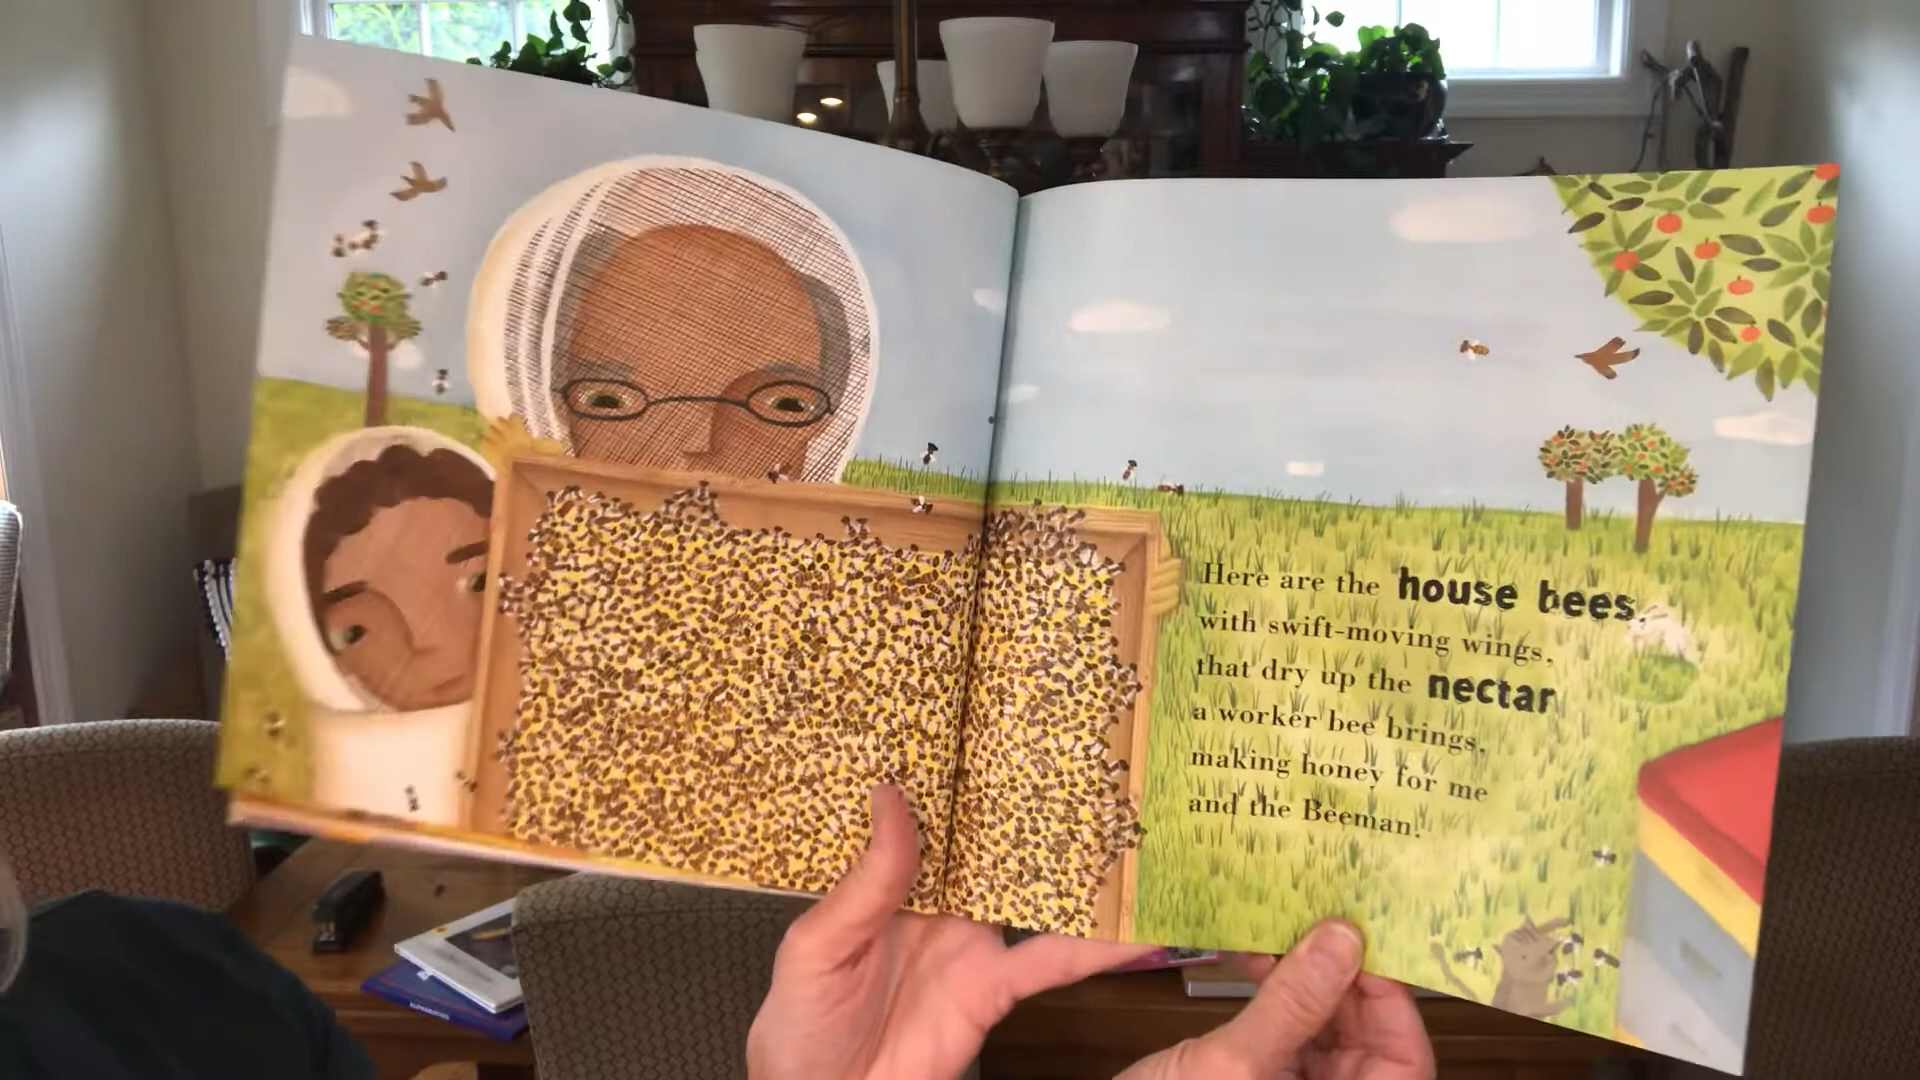 Here are the house bees
with swift-moving wings,
that dry up the nectar
a worker bee brings,
making honey for me
and the Beeman.